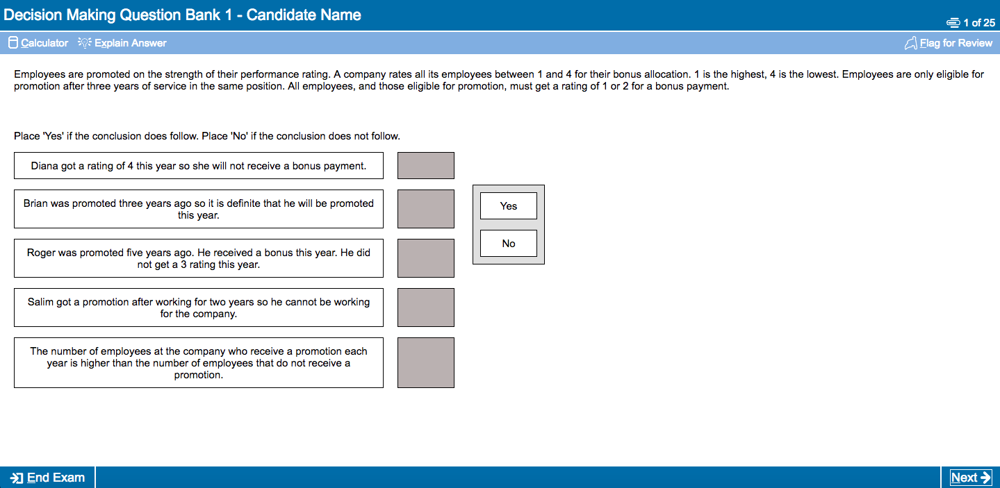 Decision Making Question Bank 1 - Candidate Name
1 of 25
Calculator
Explain Answer
Flag for Review
Employees are promoted on the strength of their performance rating. A company rates all its employees between 1 and 4 for their bonus allocation. 1 is the highest, 4 is the lowest. Employees are only eligible for
promotion after three years of service in the same position. All employees, and those eligible for promotion, must get a rating of 1 or 2 for a bonus payment.
Place 'Yes' if the conclusion does follow. Place 'No' if the conclusion does not follow.
Diana got a rating of 4 this year so she will not receive a bonus payment.
Brian was promoted three years ago so it is definite that he will be promoted
this year.
Yes
No
Roger was promoted five years ago. He received a bonus this year. He did
not get a 3 rating this year.
Salim got a promotion after working for two years so he cannot be working
for the company.
The number of employees at the company who receive a promotion each
year is higher than the number of employees that do not receive a
promotion.
End Exam
Next